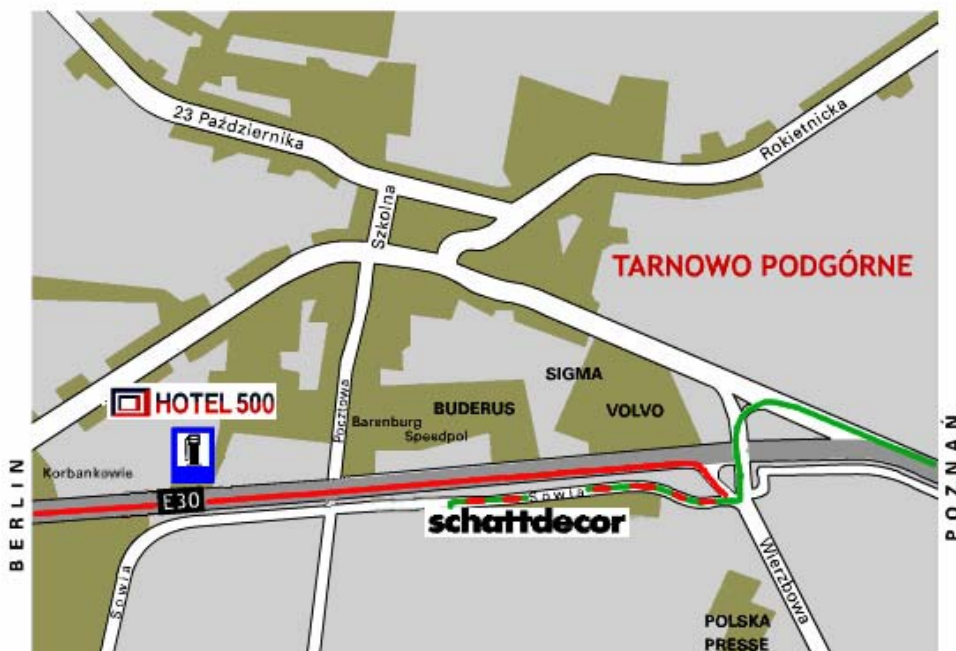 23 Października
Rokietnicka
Szkolna
TARNOWO PODGÓRNE
SIGMA
HOTEL 500
Pocztowa
BUDERUS
VOLVO
Barenburg
Speedpol
Korbankowie
BERLIN
POZNAŃ
E30
Sowia
schattdecor
Sowia
Wierzbowa
POLSKA
PRESSE